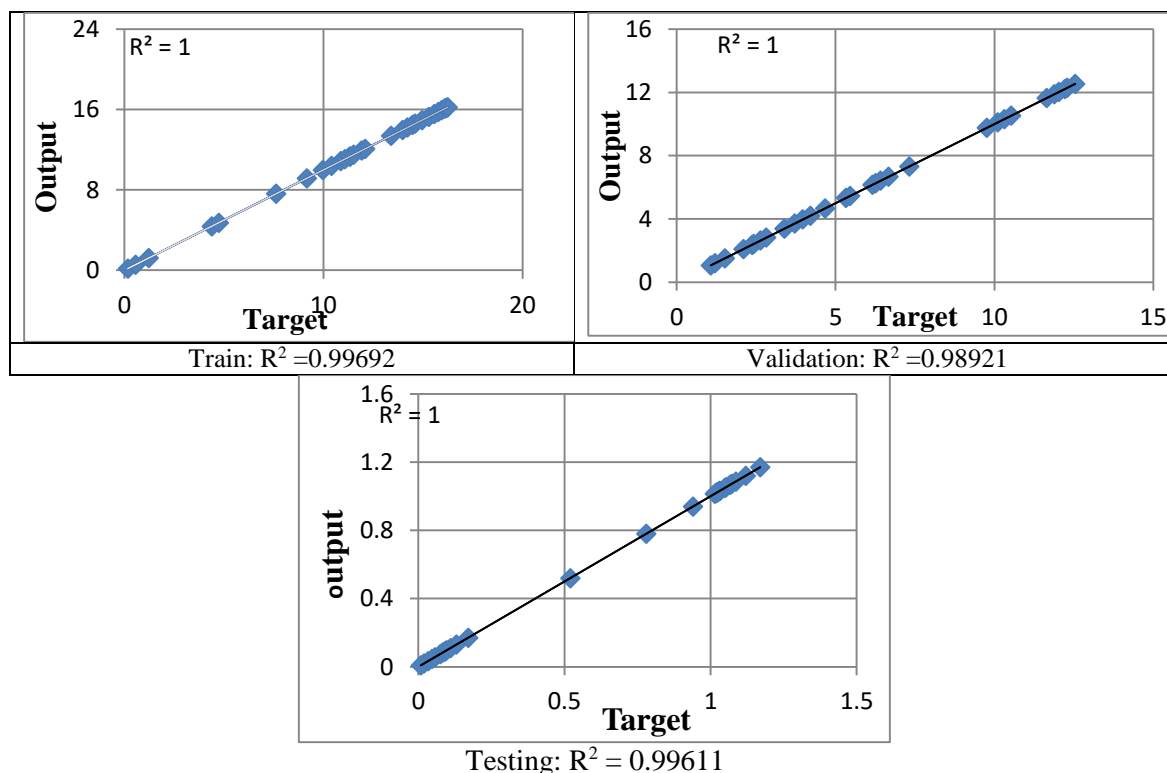 R² = 1
24
16
8
0
Output
0 10 20
Target
Train: R² =0.99692
R² = 1
16
12
8
4
0
Output
0 5 10 15
Target
Validation: R² =0.98921
R² = 1
1.6
1.2
0.8
0.4
0
output
0 0.5 1 1.5
Target
Testing: R² = 0.99611